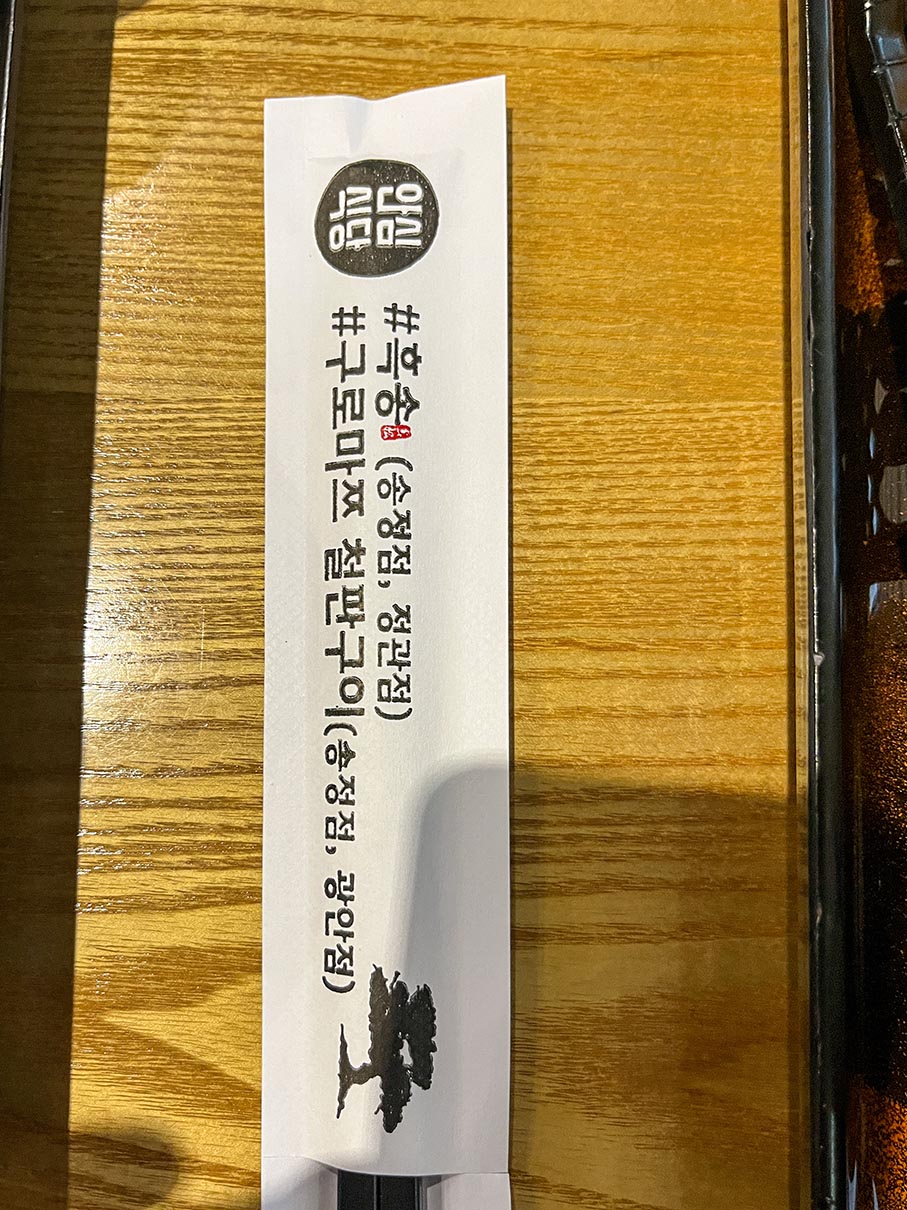 안심
식당
#흑송 (송정점, 정관점)
#구로마쯔 철판구이(송정점, 광안점)